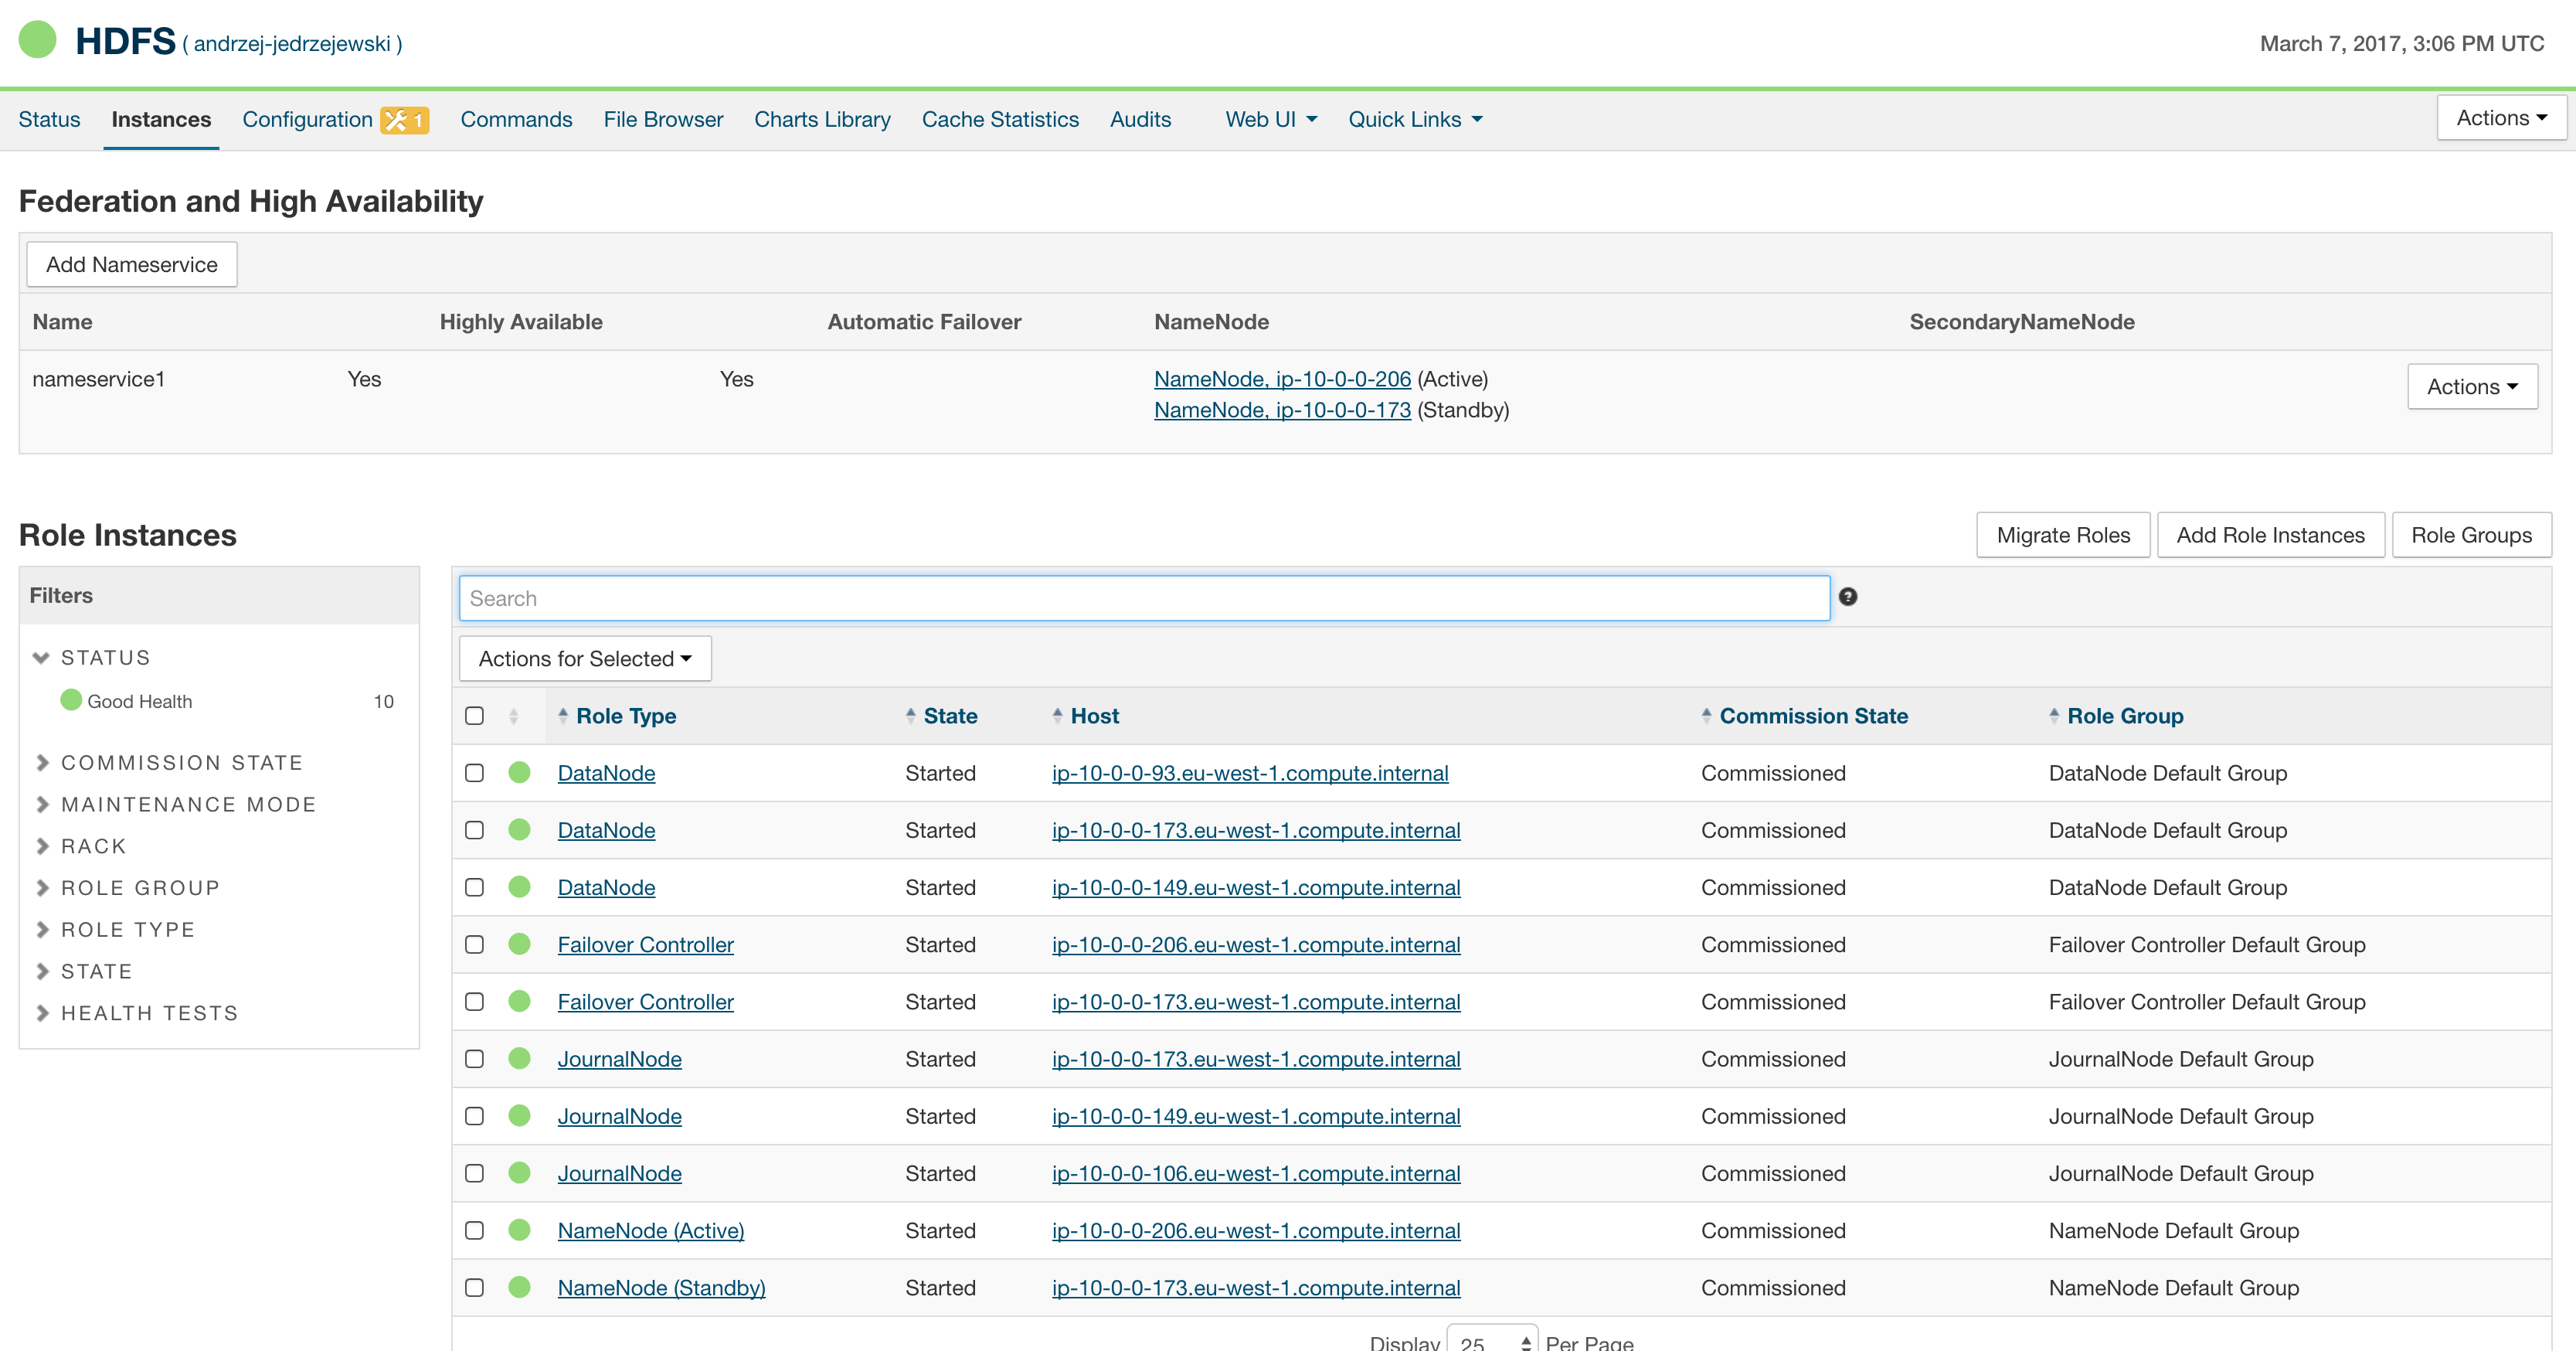 HDFS ( andrzej-jedrzejewski )
March 7, 2017, 3:06 PM UTC
Status Instances Configuration 1 Commands File Browser Charts Library Cache Statistics Audits Web UI Quick Links Actions
Federation and High Availability
Add Nameservice
Name Highly Available Automatic Failover NameNode SecondaryNameNode
nameservice1 Yes Yes NameNode, ip-10-0-0-206 (Active) Actions
NameNode, ip-10-0-0-173 (Standby)
Role Instances
Migrate Roles Add Role Instances Role Groups
Filters
STATUS
Good Health 10
COMMISSION STATE
MAINTENANCE MODE
RACK
ROLE GROUP
ROLE TYPE
STATE
HEALTH TESTS
Search ?
Actions for Selected
Role Type State Host Commission State Role Group
DataNode Started ip-10-0-0-93.eu-west-1.compute.internal Commissioned DataNode Default Group
DataNode Started ip-10-0-0-173.eu-west-1.compute.internal Commissioned DataNode Default Group
DataNode Started ip-10-0-0-149.eu-west-1.compute.internal Commissioned DataNode Default Group
Failover Controller Started ip-10-0-0-206.eu-west-1.compute.internal Commissioned Failover Controller Default Group
Failover Controller Started ip-10-0-0-173.eu-west-1.compute.internal Commissioned Failover Controller Default Group
JournalNode Started ip-10-0-0-173.eu-west-1.compute.internal Commissioned JournalNode Default Group
JournalNode Started ip-10-0-0-149.eu-west-1.compute.internal Commissioned JournalNode Default Group
JournalNode Started ip-10-0-0-106.eu-west-1.compute.internal Commissioned JournalNode Default Group
NameNode (Active) Started ip-10-0-0-206.eu-west-1.compute.internal Commissioned NameNode Default Group
NameNode (Standby) Started ip-10-0-0-173.eu-west-1.compute.internal Commissioned NameNode Default Group
Display 25 Per Page